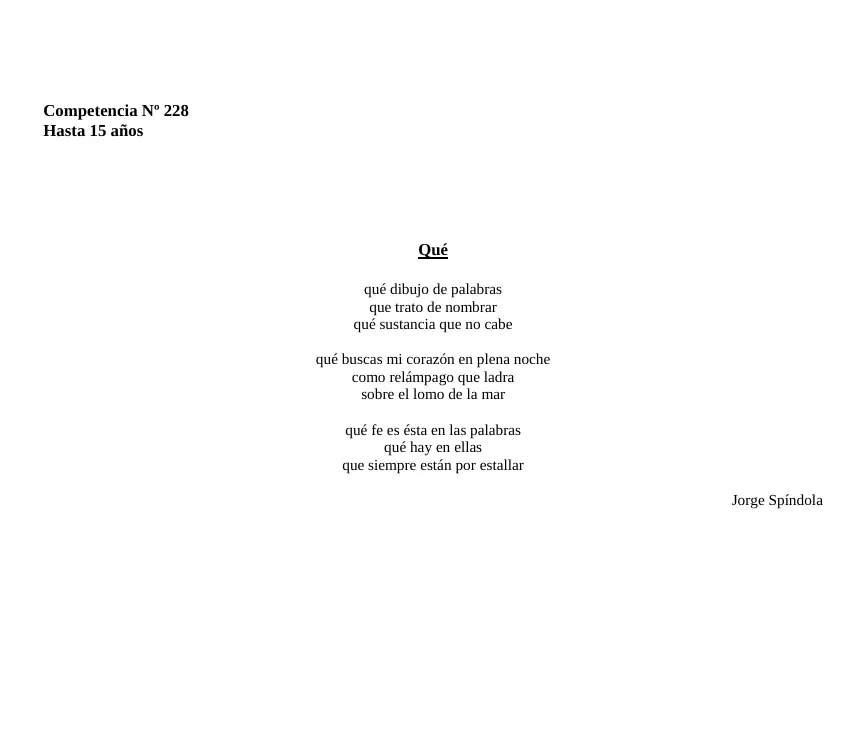 Competencia Nº 228
Hasta 15 años
Qué
qué dibujo de palabras
que trato de nombrar
qué sustancia que no cabe
qué buscas mi corazón en plena noche
como relámpago que ladra
sobre el lomo de la mar
qué fe es ésta en las palabras
qué hay en ellas
que siempre están por estallar
Jorge Spíndola